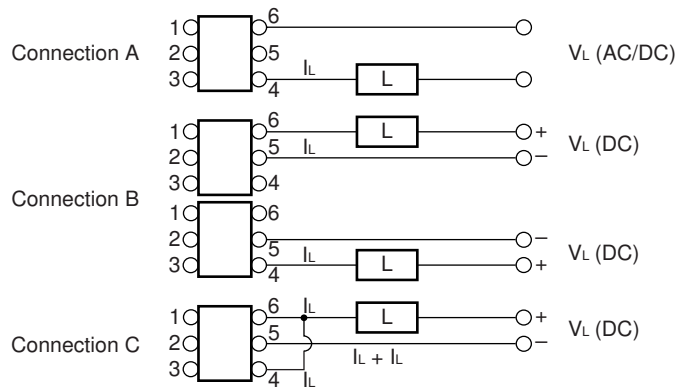 6
1
Connection A
2
5
VL (AC/DC)
3
4
IL
L
6
1
L
+
VL (DC)
5
2
IL
−
3
4
Connection B
1
6
2
5
−
VL (DC)
3
4
IL
L
+
6
IL
1
L
+
VL (DC)
5
2
−
Connection C
IL + IL
3
4
IL